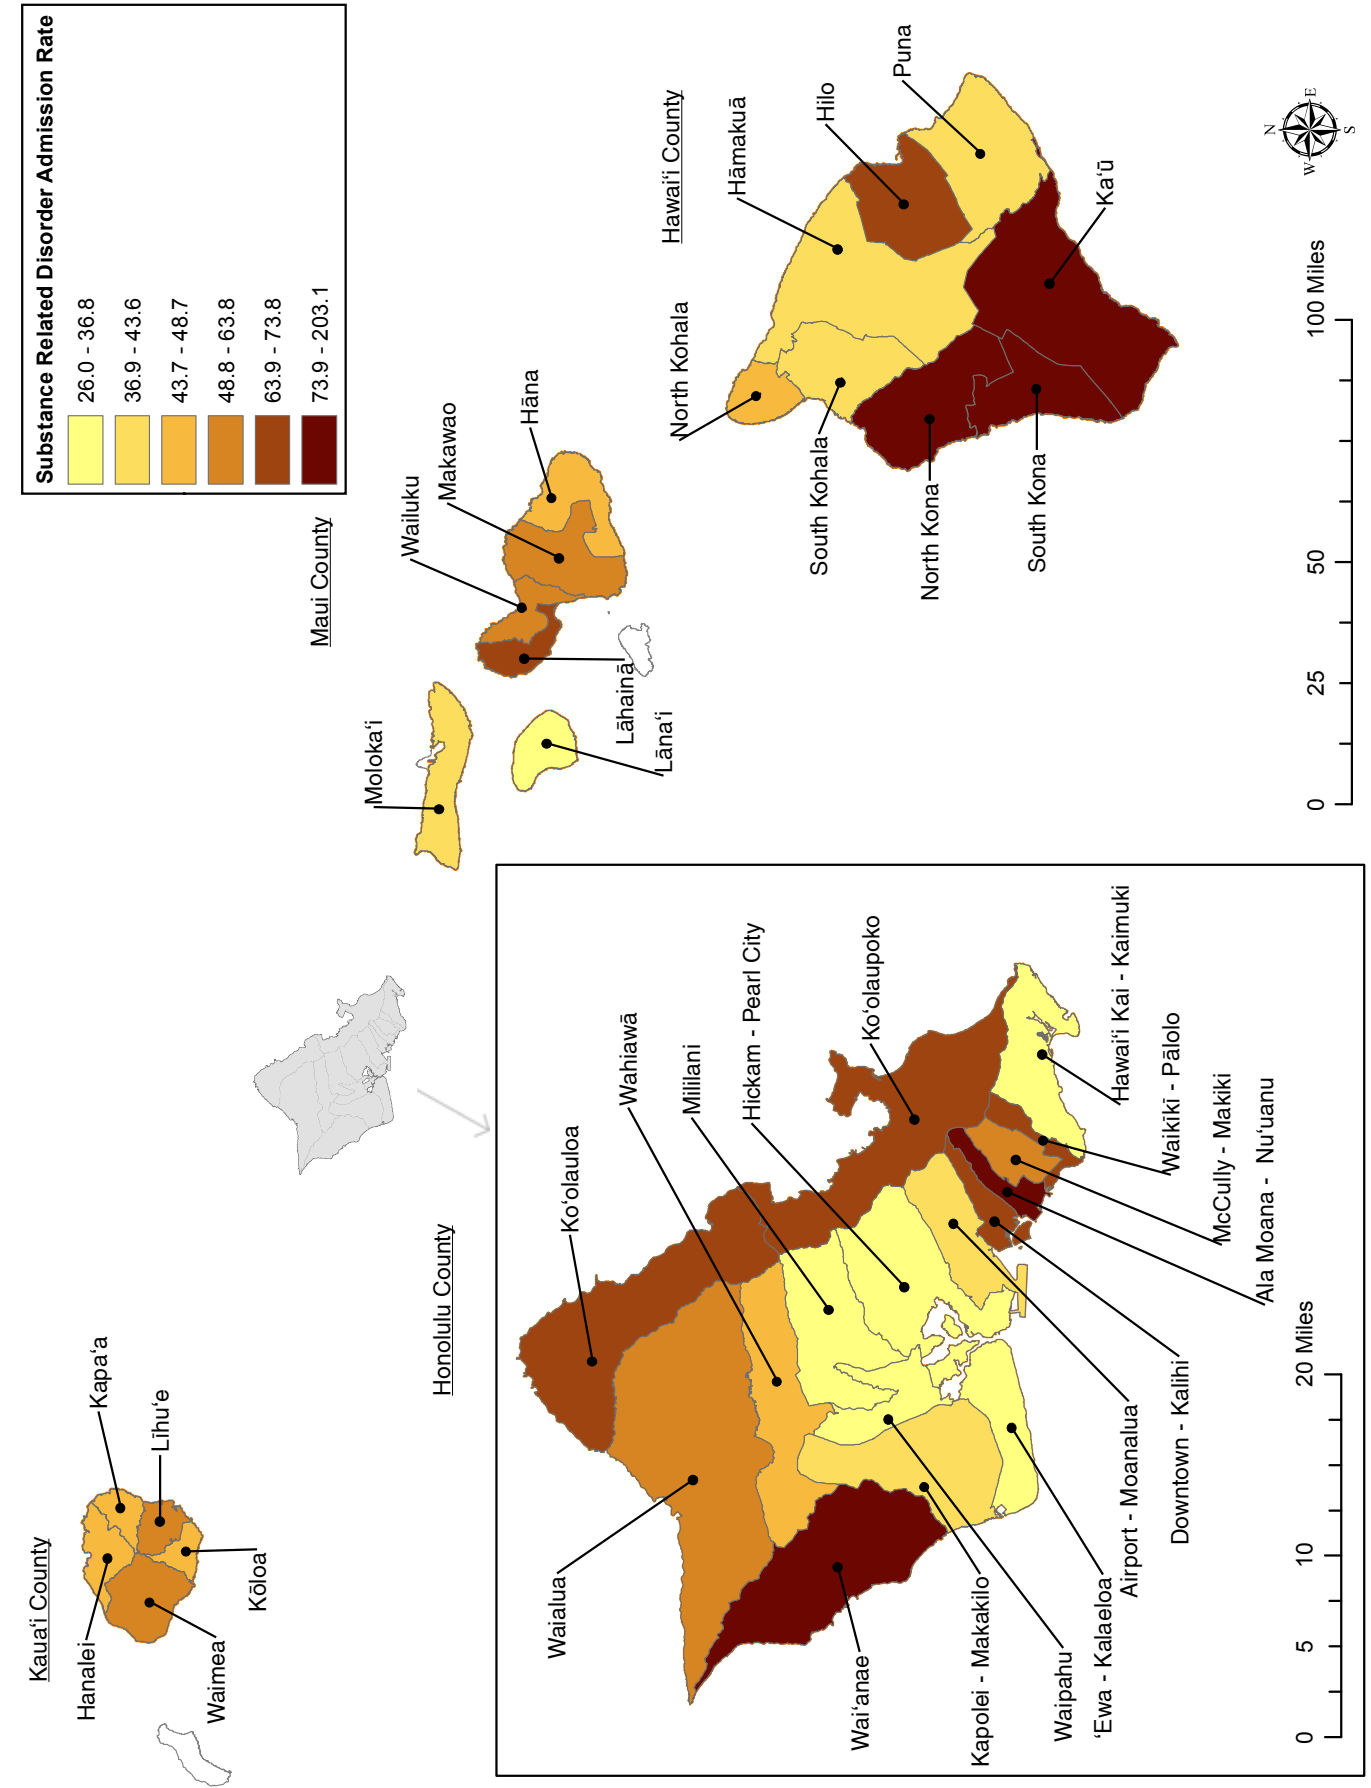 Substance Related Disorder Admission Rate
26.0 - 36.8
36.9 - 43.6
43.7 - 48.7
48.8 - 63.8
63.9 - 73.8
73.9 - 203.1
Kauaʻi County
Hanalei
Kapaʻa
Līhuʻe
Waimea
Kōloa
Honolulu County
Koʻolauloa
Wahiawā
Mililani
Hickam - Pearl City
Koʻolaupoko
Hawaiʻi Kai - Kaimuki
Waikiki - Pālolo
McCully - Makiki
Ala Moana - Nuʻuanu
Downtown - Kalihi
Airport - Moanalua
ʻEwa - Kalaeloa
Waipahu
Kapolei - Makakilo
Waiʻanae
Waialua
0 5 10 20 Miles
Maui County
Molokaʻi
Lānaʻi
Lāhainā
Wailuku
Makawao
Hāna
Hawaiʻi County
North Kohala
Hāmakuā
Hilo
Puna
South Kohala
North Kona
South Kona
Kaʻū
0 25 50 100 Miles
N
W E
S